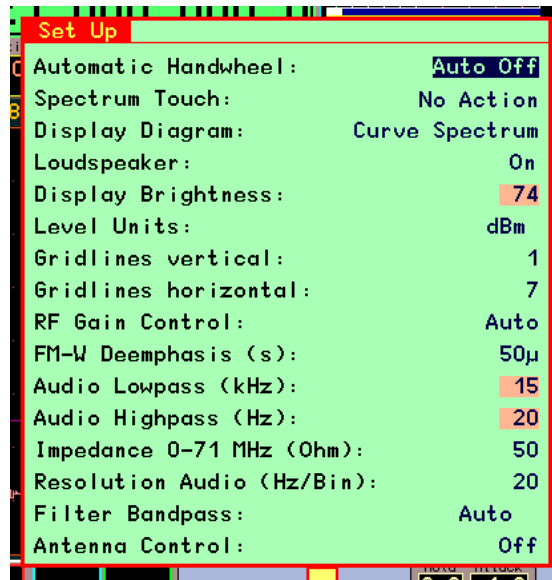 Set Up
Automatic Handwheel: Auto Off
Spectrum Touch: No Action
Display Diagram: Curve Spectrum
Loudspeaker: On
Display Brightness: 74
Level Units: dBm
Gridlines vertical: 1
Gridlines horizontal: 7
RF Gain Control: Auto
FM-W Deemphasis (s): 50µ
Audio Lowpass (kHz): 15
Audio Highpass (Hz): 20
Impedance 0-71 MHz (Ohm): 50
Resolution Audio (Hz/Bin): 20
Filter Bandpass: Auto
Antenna Control: Off